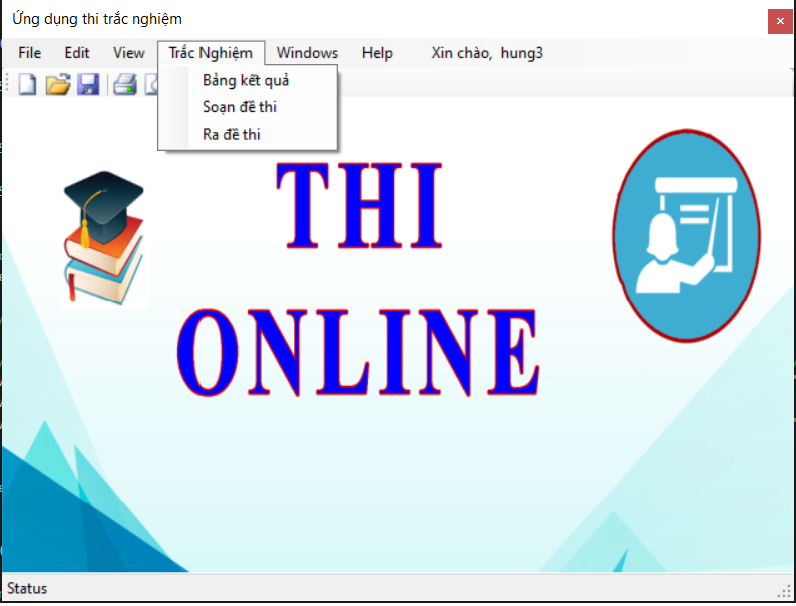 Ứng dụng thi trắc nghiệm
File Edit View Trắc Nghiệm Windows Help Xin chào, hung3
Bảng kết quả
Soạn đề thi
Ra đề thi
THI
ONLINE
Status